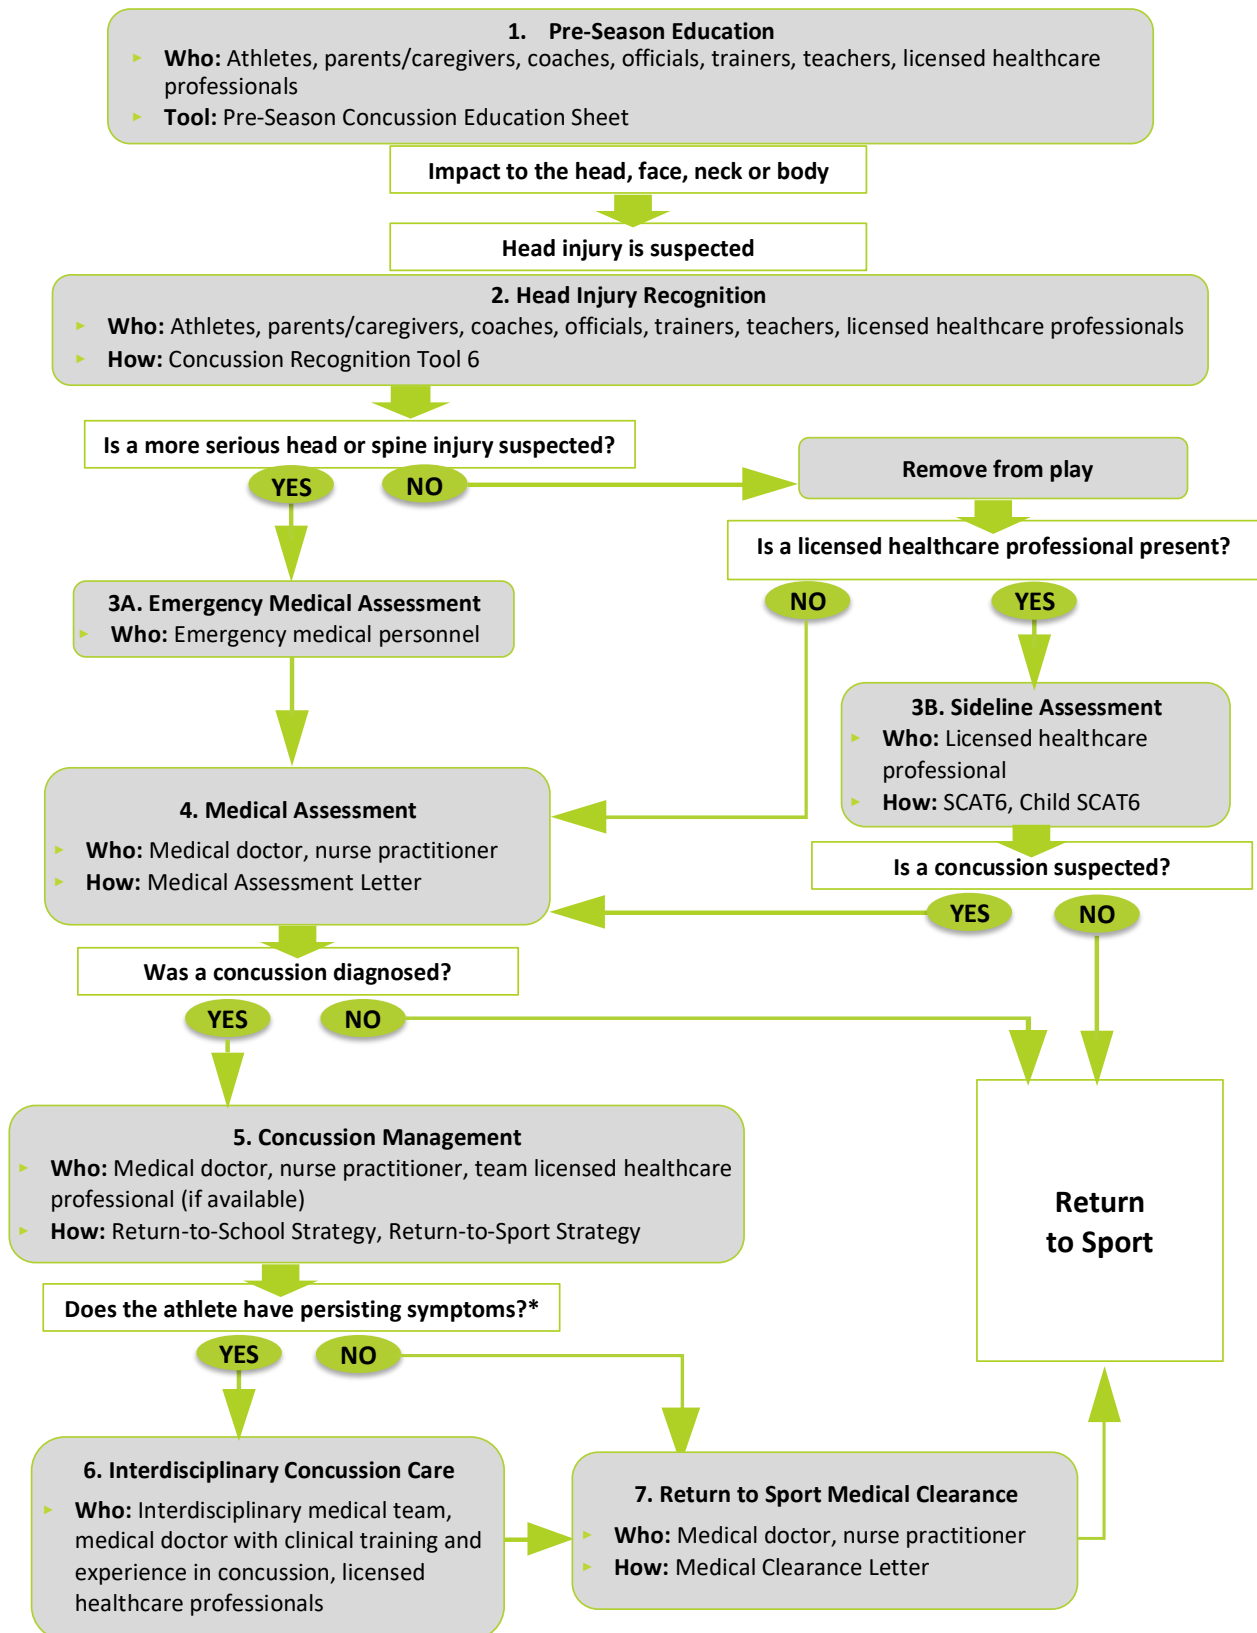 1. Pre-Season Education
Who: Athletes, parents/caregivers, coaches, officials, trainers, teachers, licensed healthcare
professionals
Tool: Pre-Season Concussion Education Sheet
Impact to the head, face, neck or body
Head injury is suspected
2. Head Injury Recognition
Who: Athletes, parents/caregivers, coaches, officials, trainers, teachers, licensed healthcare professionals
How: Concussion Recognition Tool 6
Is a more serious head or spine injury suspected?
YES
NO
Remove from play
Is a licensed healthcare professional present?
NO
YES
3A. Emergency Medical Assessment
Who: Emergency medical personnel
3B. Sideline Assessment
Who: Licensed healthcare
professional
How: SCAT6, Child SCAT6
4. Medical Assessment
Who: Medical doctor, nurse practitioner
How: Medical Assessment Letter
Is a concussion suspected?
YES
NO
Was a concussion diagnosed?
YES
NO
5. Concussion Management
Who: Medical doctor, nurse practitioner, team licensed healthcare
professional (if available)
How: Return-to-School Strategy, Return-to-Sport Strategy
Return
to Sport
Does the athlete have persisting symptoms?*
YES
NO
6. Interdisciplinary Concussion Care
Who: Interdisciplinary medical team,
medical doctor with clinical training and
experience in concussion, licensed
healthcare professionals
7. Return to Sport Medical Clearance
Who: Medical doctor, nurse practitioner
How: Medical Clearance Letter